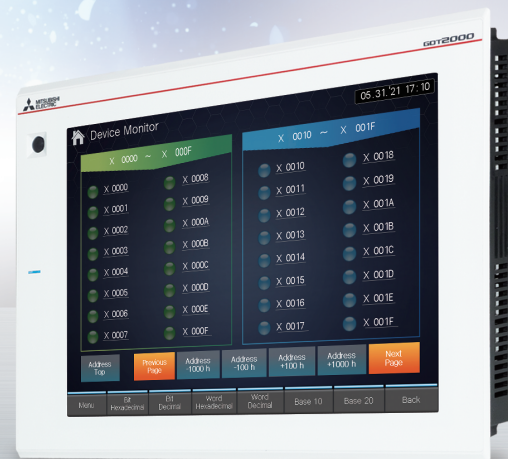 GOT2000
MITSUBISHI
ELECTRIC
05.31.'21 17:10
Device Monitor
X 0000 ~ X 000F
X 0010 ~ X 001F
X 0000
X 0008
X 0010
X 0018
X 0001
X 0009
X 0011
X 0019
X 0002
X 000A
X 0012
X 001A
X 0003
X 000B
X 0013
X 001B
X 0004
X 000C
X 0014
X 001C
X 0005
X 000D
X 0015
X 001D
X 0006
X 000E
X 0016
X 001E
X 0007
X 000F
X 0017
X 001F
Address
Top
Previous
Page
Address
-1000 h
Address
-100 h
Address
+100 h
Address
+1000 h
Next
Page
Menu
Bit
Hexadecimal
Bit
Decimal
Word
Hexadecimal
Word
Decimal
Base 10
Base 20
Back